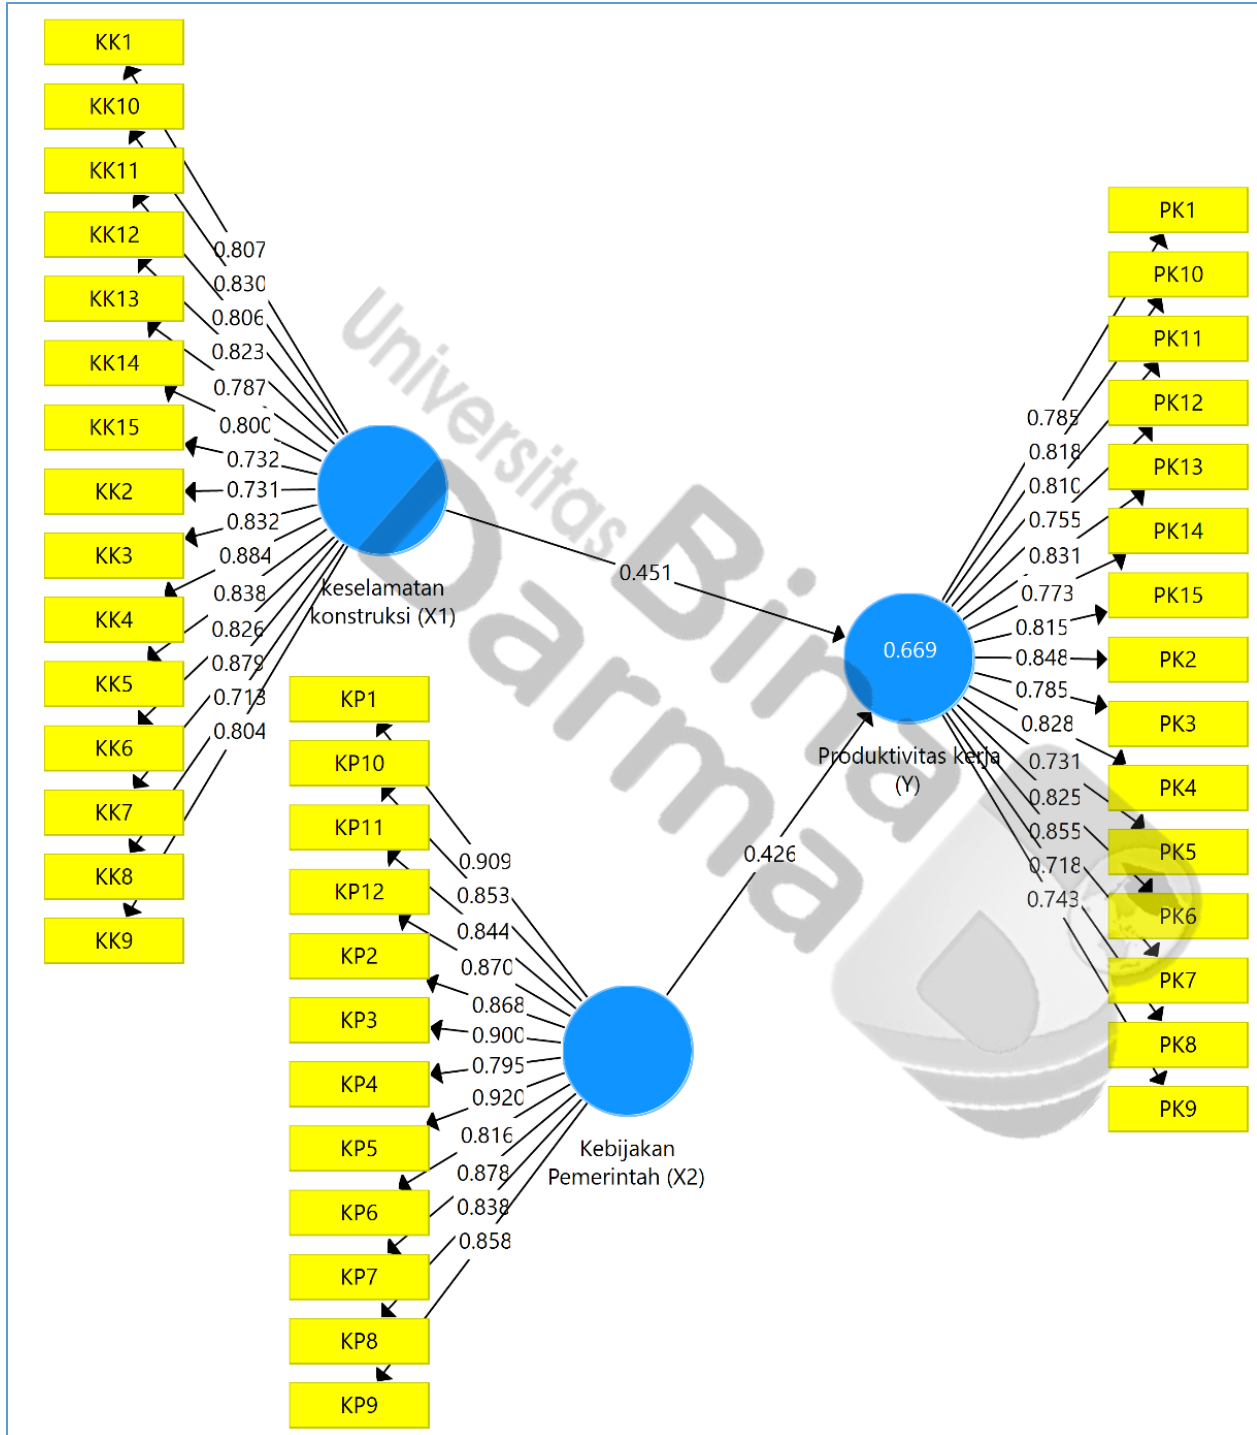 KK1
KK10
KK11
KK12
KK13
KK14
KK15
KK2
KK3
KK4
KK5
KK6
KK7
KK8
KK9
0.807
0.830
0.806
0.823
0.787
0.800
0.732
0.731
0.832
0.884
0.838
0.826
0.879
0.713
0.804
keselamatan
konstruksi (X1)
KP1
KP10
KP11
KP12
KP2
KP3
KP4
KP5
KP6
KP7
KP8
KP9
0.909
0.853
0.844
0.870
0.868
0.900
0.795
0.920
0.816
0.878
0.838
0.858
Kebijakan
Pemerintah (X2)
0.451
0.426
0.669
Produktivitas kerja
(Y)
0.785
0.818
0.810
0.755
0.831
0.773
0.815
0.848
0.785
0.828
0.731
0.825
0.855
0.718
0.743
PK1
PK10
PK11
PK12
PK13
PK14
PK15
PK2
PK3
PK4
PK5
PK6
PK7
PK8
PK9
Universitas
Bina
Darma